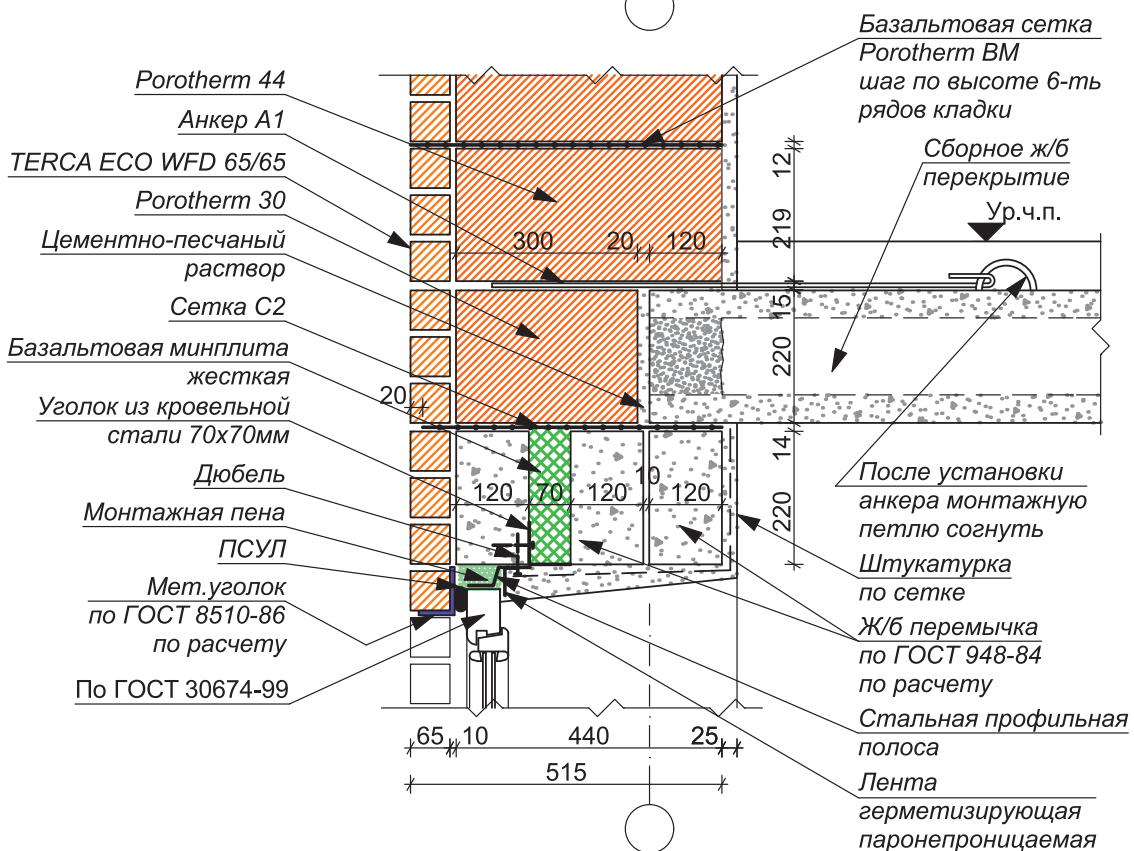 Porotherm 44
Анкер А1
TERCA ECO WFD 65/65
Porotherm 30
Цементно-песчаный
раствор
Сетка С2
Базальтовая минплита
жесткая
Уголок из кровельной
стали 70х70мм
Дюбель
Монтажная пена
ПСУЛ
Мет.уголок
по ГОСТ 8510-86
по расчету
По ГОСТ 30674-99
Базальтовая сетка
Porotherm BM
шаг по высоте 6-ть
рядов кладки
Сборное ж/б
перекрытие
Ур.ч.п.
После установки
анкера монтажную
петлю согнуть
Штукатурка
по сетке
Ж/б перемычка
по ГОСТ 948-84
по расчету
Стальная профильная
полоса
Лента
герметизирующая
паронепроницаемая
300 20 120
20
120 70 120 10 120
12
219
15
220
14
220
65 10 440 25
515